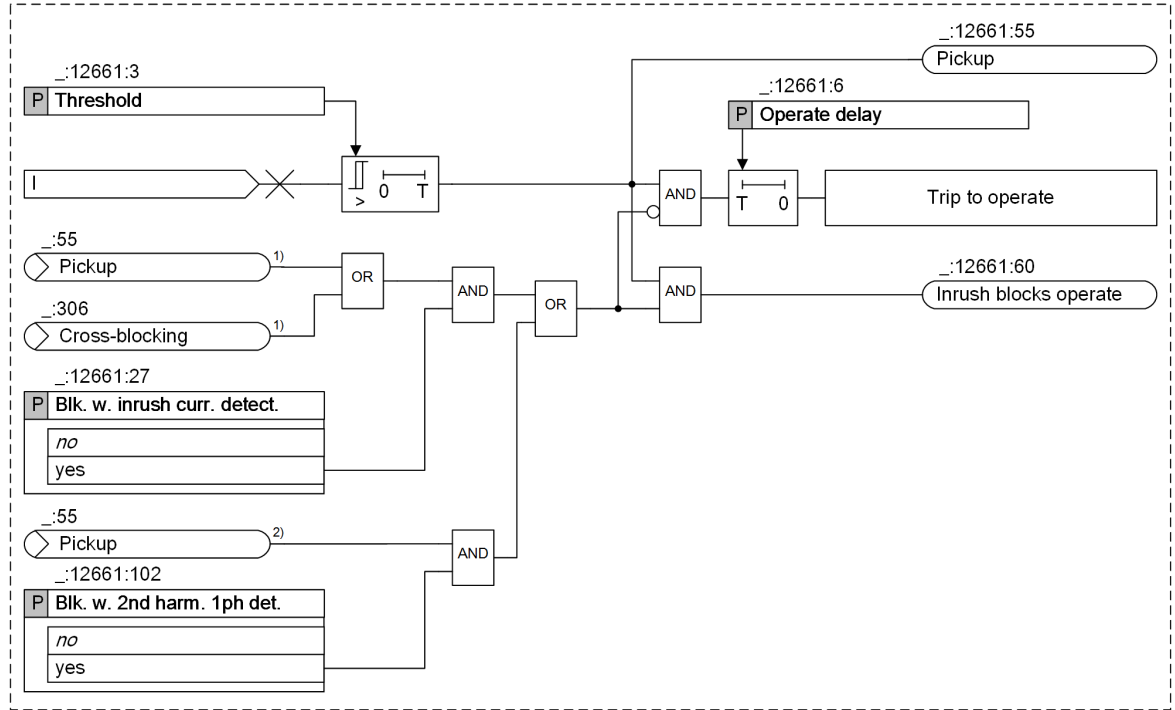 _:12661:55
Pickup
_:12661:3
P Threshold
_:12661:6
P Operate delay
I
>
0 T
AND
T 0
Trip to operate
_:55
Pickup
1)
OR
AND
_:306
Cross-blocking
1)
OR
AND
_:12661:60
Inrush blocks operate
_:12661:27
P Blk. w. inrush curr. detect.
no
yes
_:55
Pickup
2)
AND
_:12661:102
P Blk. w. 2nd harm. 1ph det.
no
yes